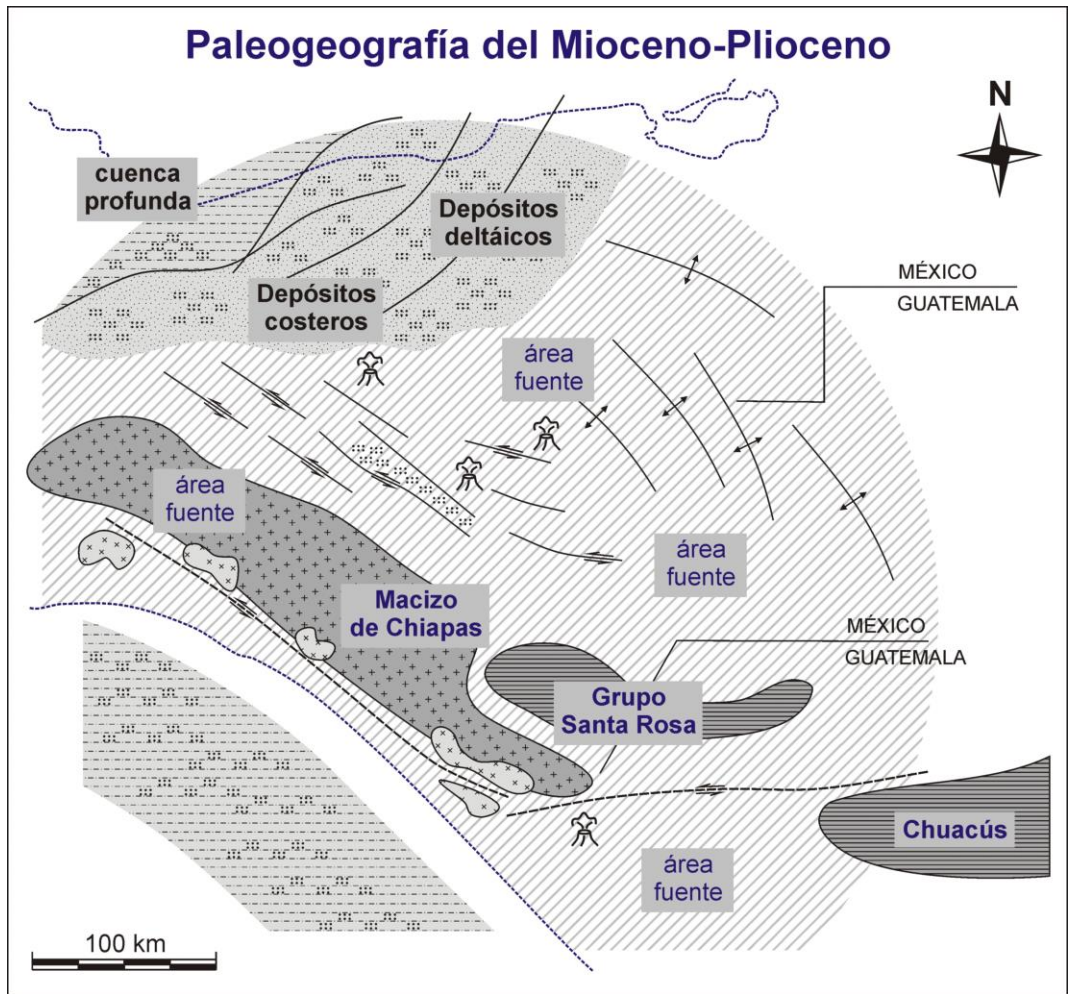 Paleogeografía del Mioceno-Plioceno
N
cuenca
profunda
Depósitos
deltáicos
MÉXICO
GUATEMALA
Depósitos
costeros
área
fuente
área
fuente
área
fuente
Macizo
de Chiapas
MÉXICO
GUATEMALA
Grupo
Santa Rosa
Chuacús
área
fuente
100 km